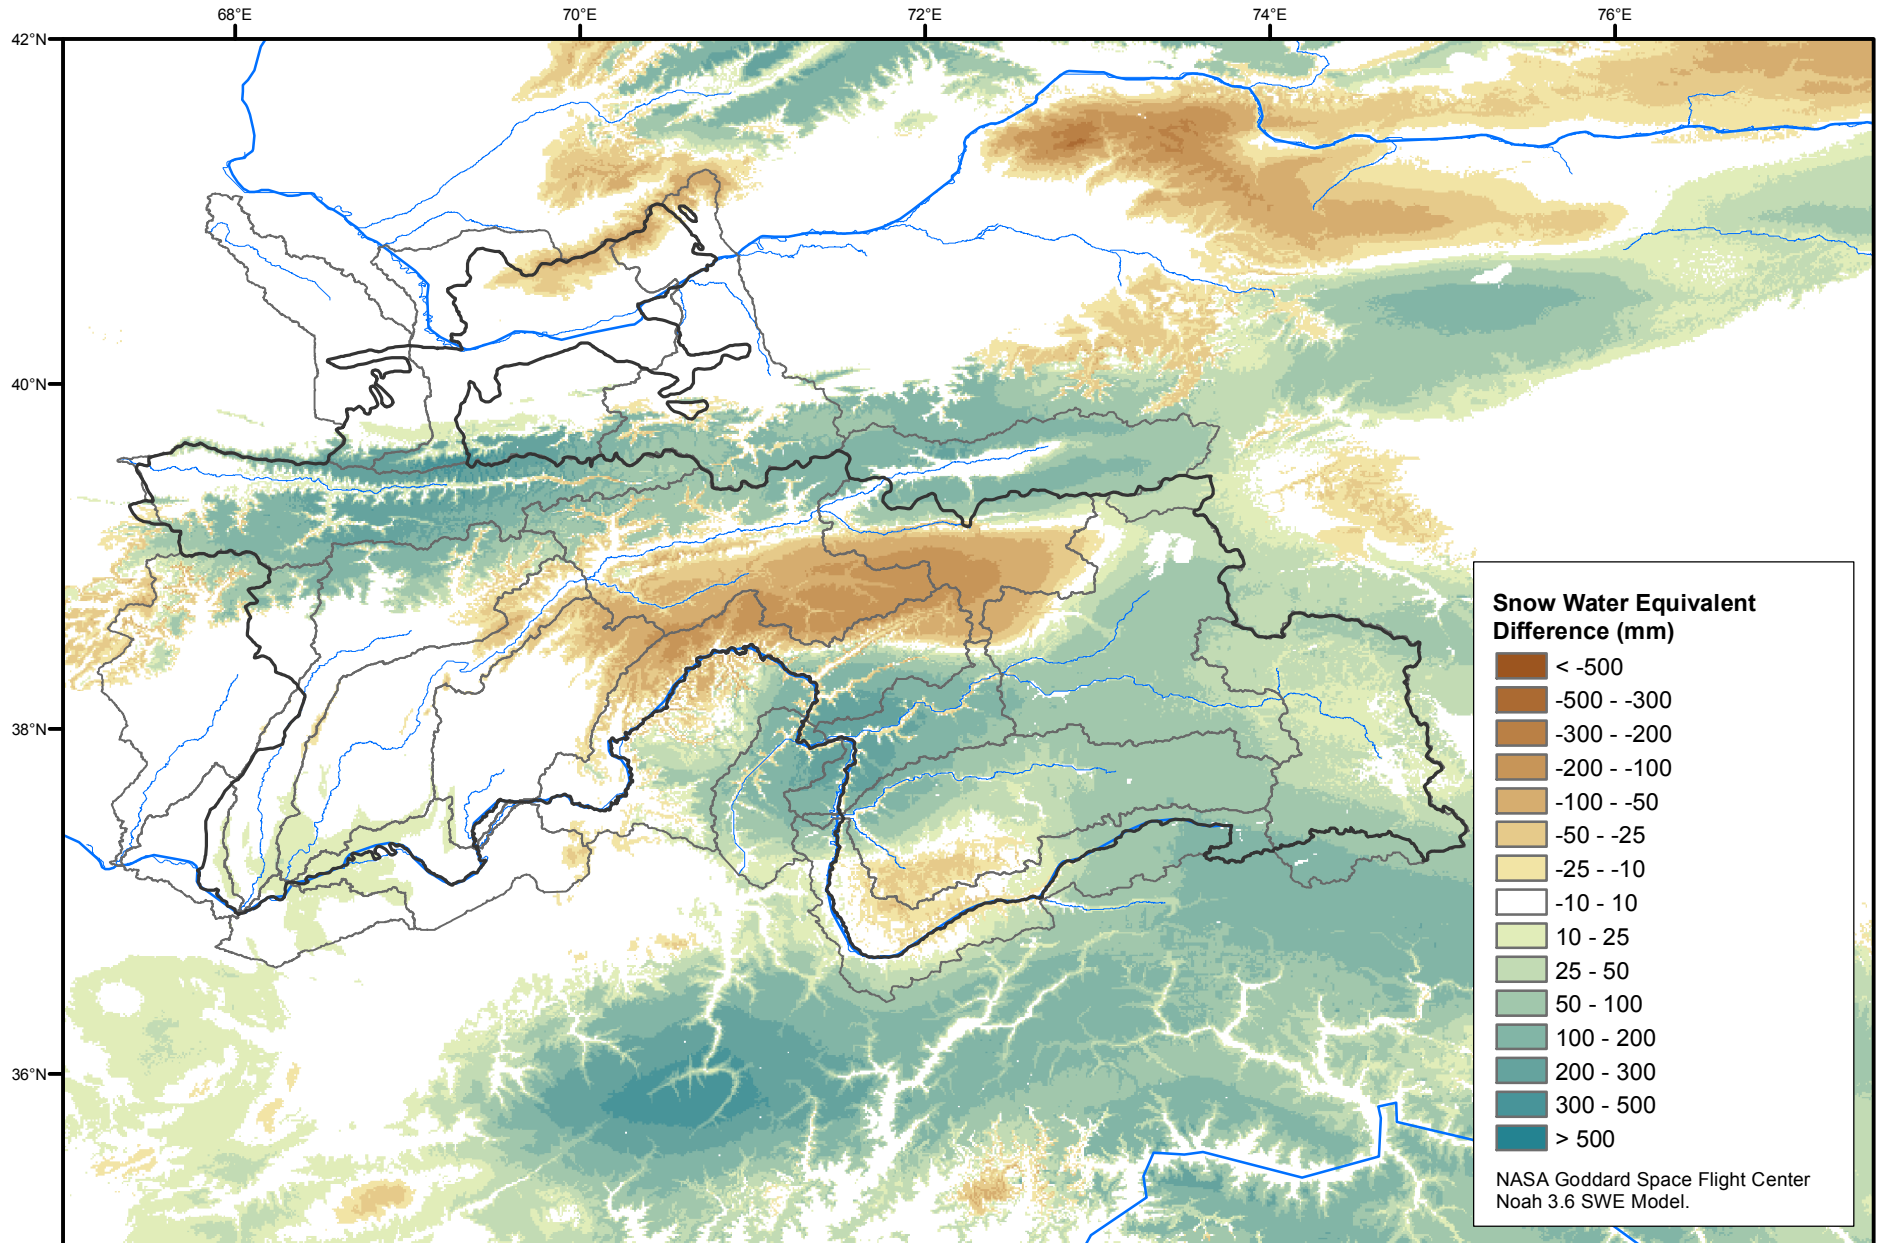 68°E 70°E 72°E 74°E 76°E
42°N
40°N
38°N
36°N
Snow Water Equivalent
Difference (mm)
< -500
-500 - -300
-300 - -200
-200 - -100
-100 - -50
-50 - -25
-25 - -10
-10 - 10
10 - 25
25 - 50
50 - 100
100 - 200
200 - 300
300 - 500
> 500
NASA Goddard Space Flight Center
Noah 3.6 SWE Model.